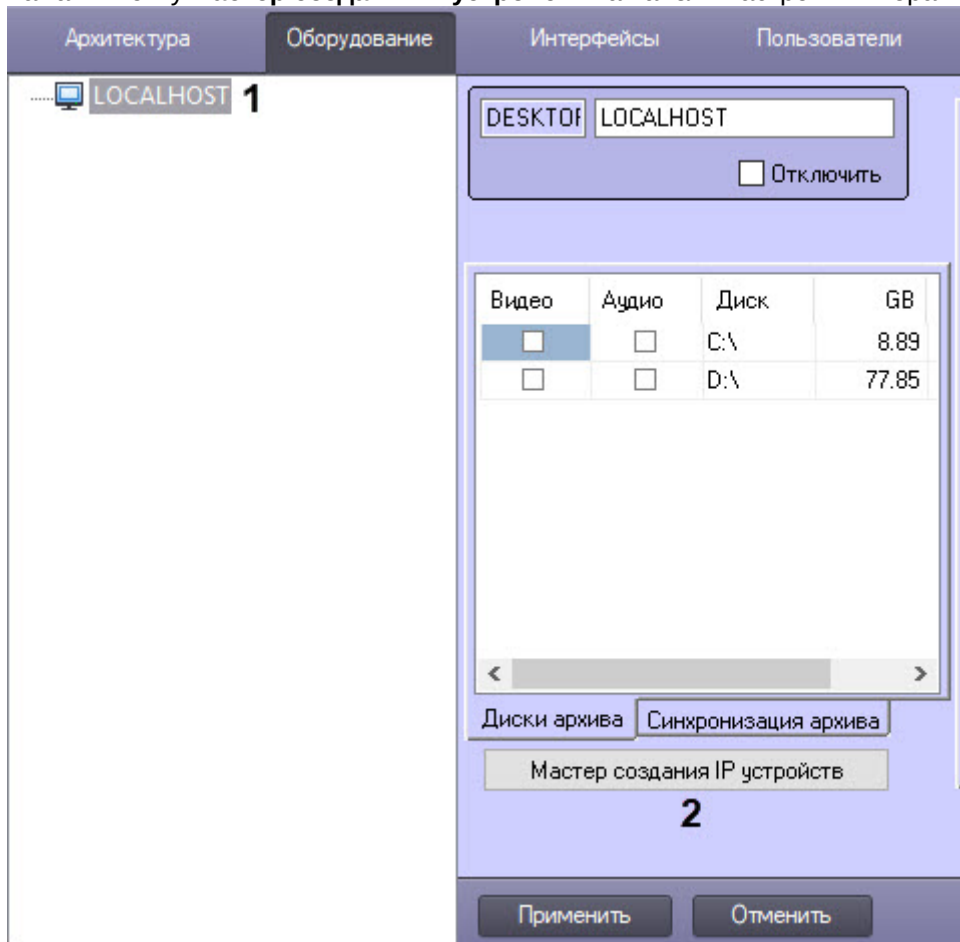 Архитектура Оборудование Интерфейсы Пользователи
LOCALHOST 1
DESKTOP LOCALHOST
Отключить
Видео Аудио Диск GB
C:\ 8.89
D:\ 77.85
Диски архива Синхронизация архива
Мастер создания IP устройств
2
Применить Отменить